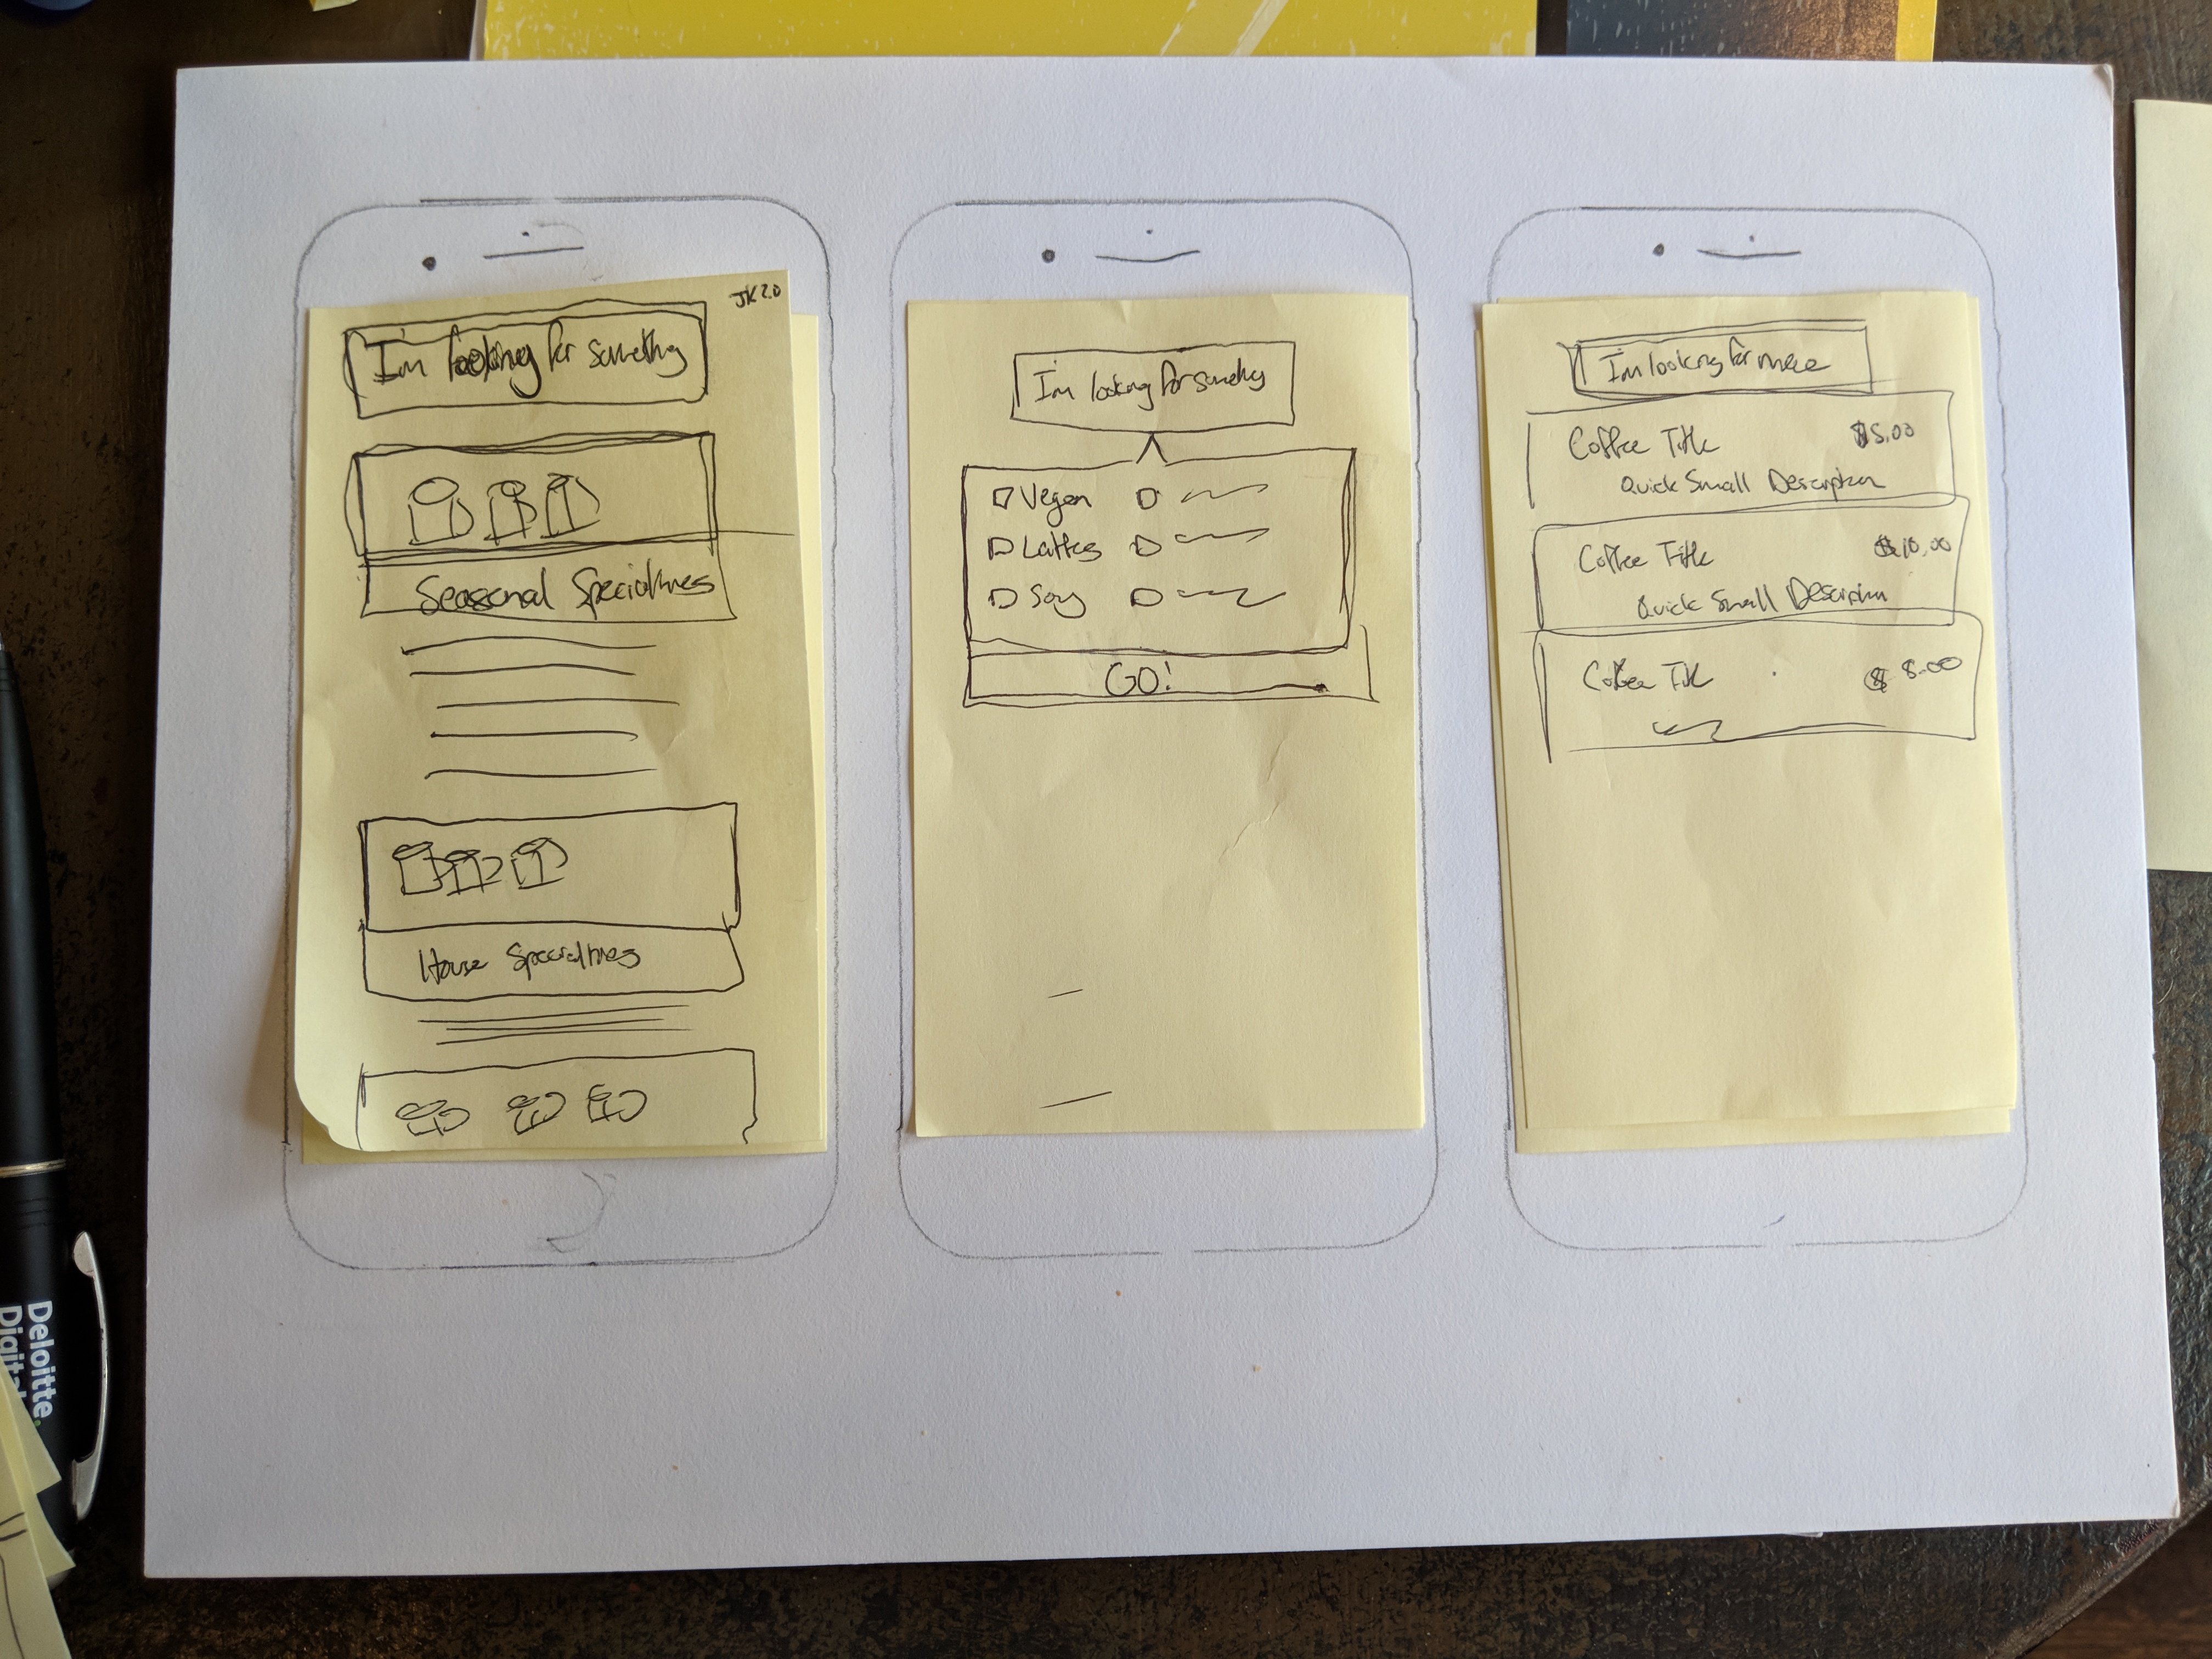 JK 2.0
I'm looking for something
Seasonal Specialties
House Specialties
I'm looking for something
Vegan
Lattes
Soy
GO!
I'm looking for more
Coffee Title $5.00
Quick Small Description
Coffee Title $10.00
Quick Small Description
Coffee Title $8.00
Deloitte.